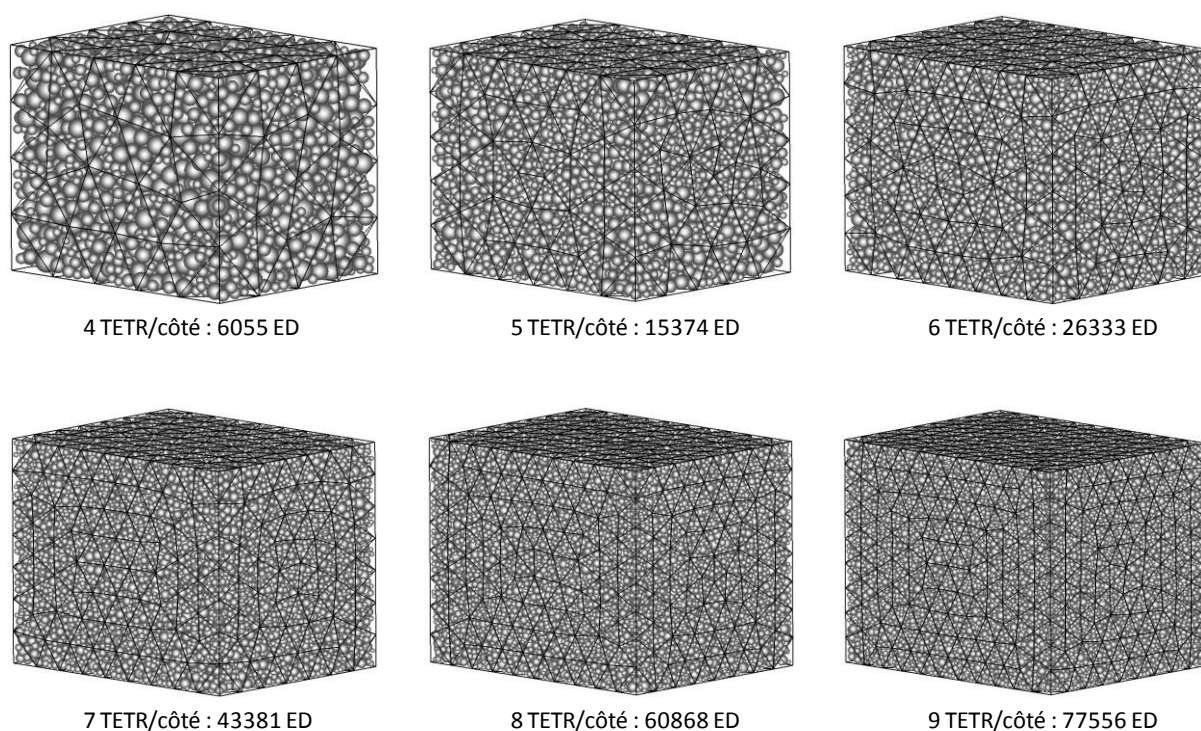 4 TETR/côté : 6055 ED
5 TETR/côté : 15374 ED
6 TETR/côté : 26333 ED
7 TETR/côté : 43381 ED
8 TETR/côté : 60868 ED
9 TETR/côté : 77556 ED